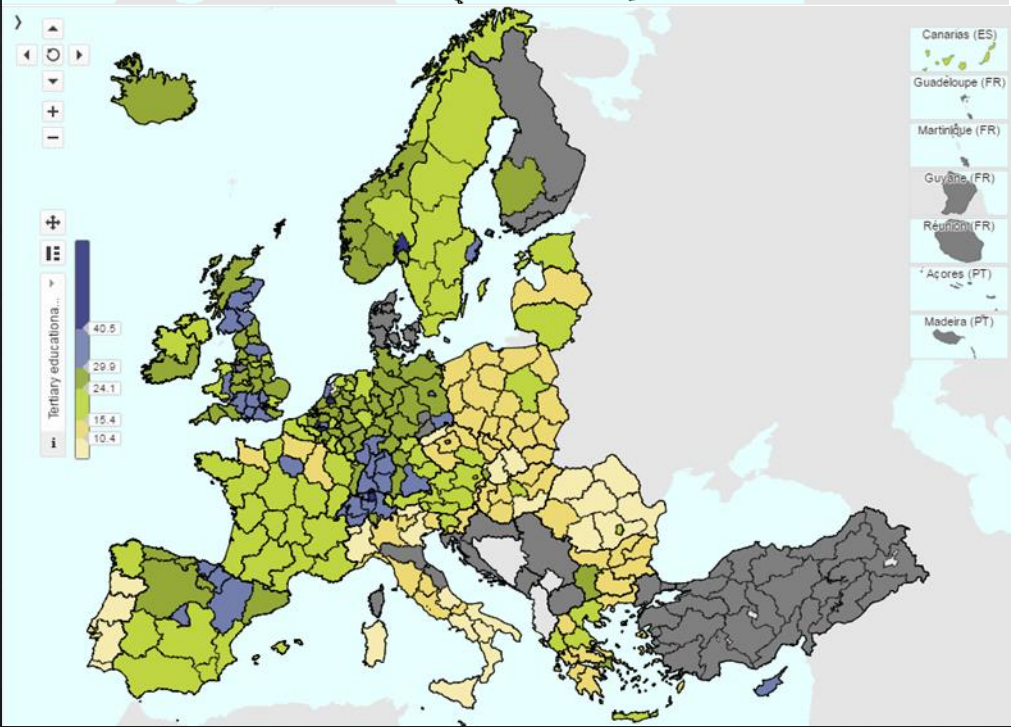 Canarias (ES)
Guadeloupe (FR)
Martinique (FR)
Guyane (FR)
Réunion (FR)
Açores (PT)
Madeira (PT)
Tertiary educationa...
40.5
29.9
24.1
15.4
10.4
i